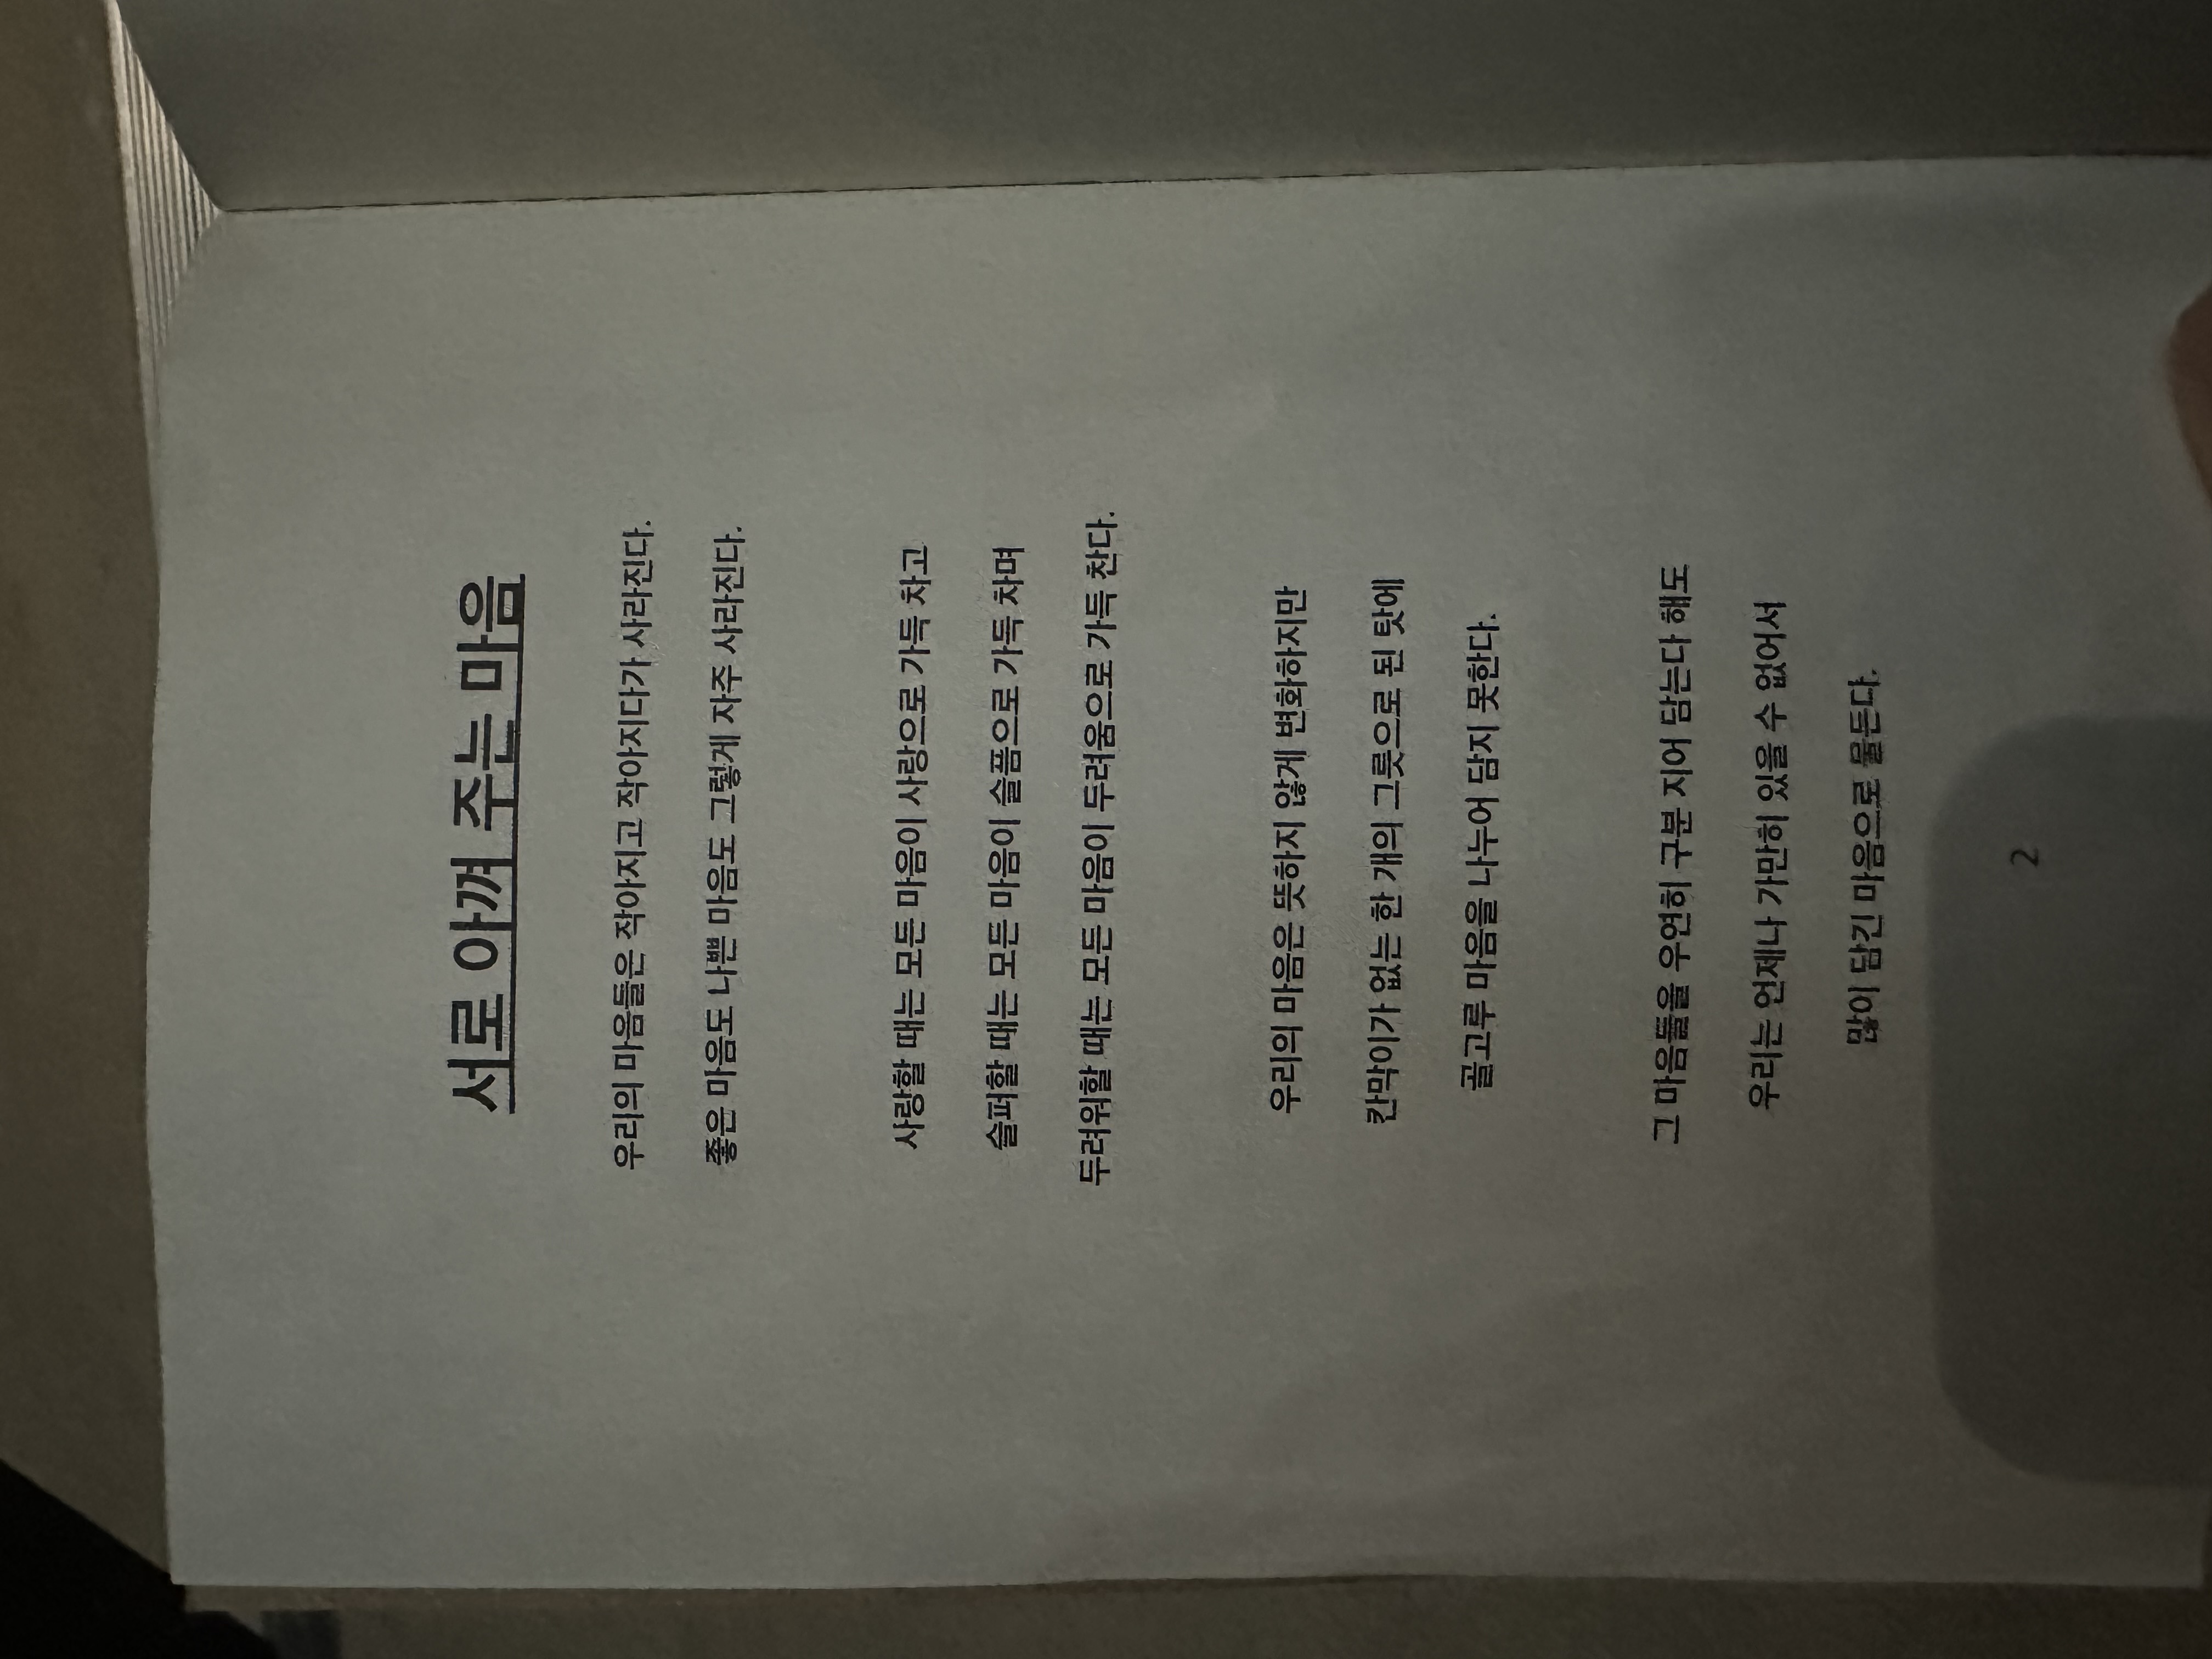 서로 아껴 주는 마음
우리의 마음들은 작아지고 작아지다가 사라진다.
좋은 마음도 나쁜 마음도 그렇게 자주 사라진다.
사랑할 때는 모든 마음이 사랑으로 가득 차고
슬퍼할 때는 모든 마음이 슬픔으로 가득 차며
두려워할 때는 모든 마음이 두려움으로 가득 찬다.
우리의 마음은 뜻하지 않게 변화하지만
칸막이가 없는 한 개의 그릇으로 된 탓에
골고루 마음을 나누어 담지 못한다.
그 마음들을 우연히 구분 지어 담는다 해도
우리는 언제나 가만히 있을 수 없어서
많이 담긴 마음으로 물든다.
2